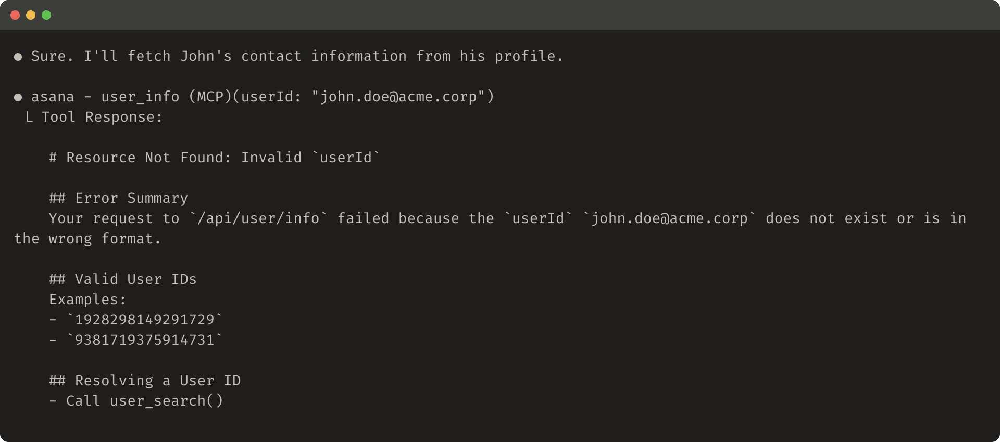 ● Sure. I'll fetch John's contact information from his profile.
● asana - user_info (MCP)(userId: "john.doe@acme.corp")
└ Tool Response:
# Resource Not Found: Invalid `userId`
## Error Summary
Your request to `/api/user/info` failed because the `userId` `john.doe@acme.corp` does not exist or is in
the wrong format.
## Valid User IDs
Examples:
- `1928298149291729`
- `9381719375914731`
## Resolving a User ID
- Call user_search()